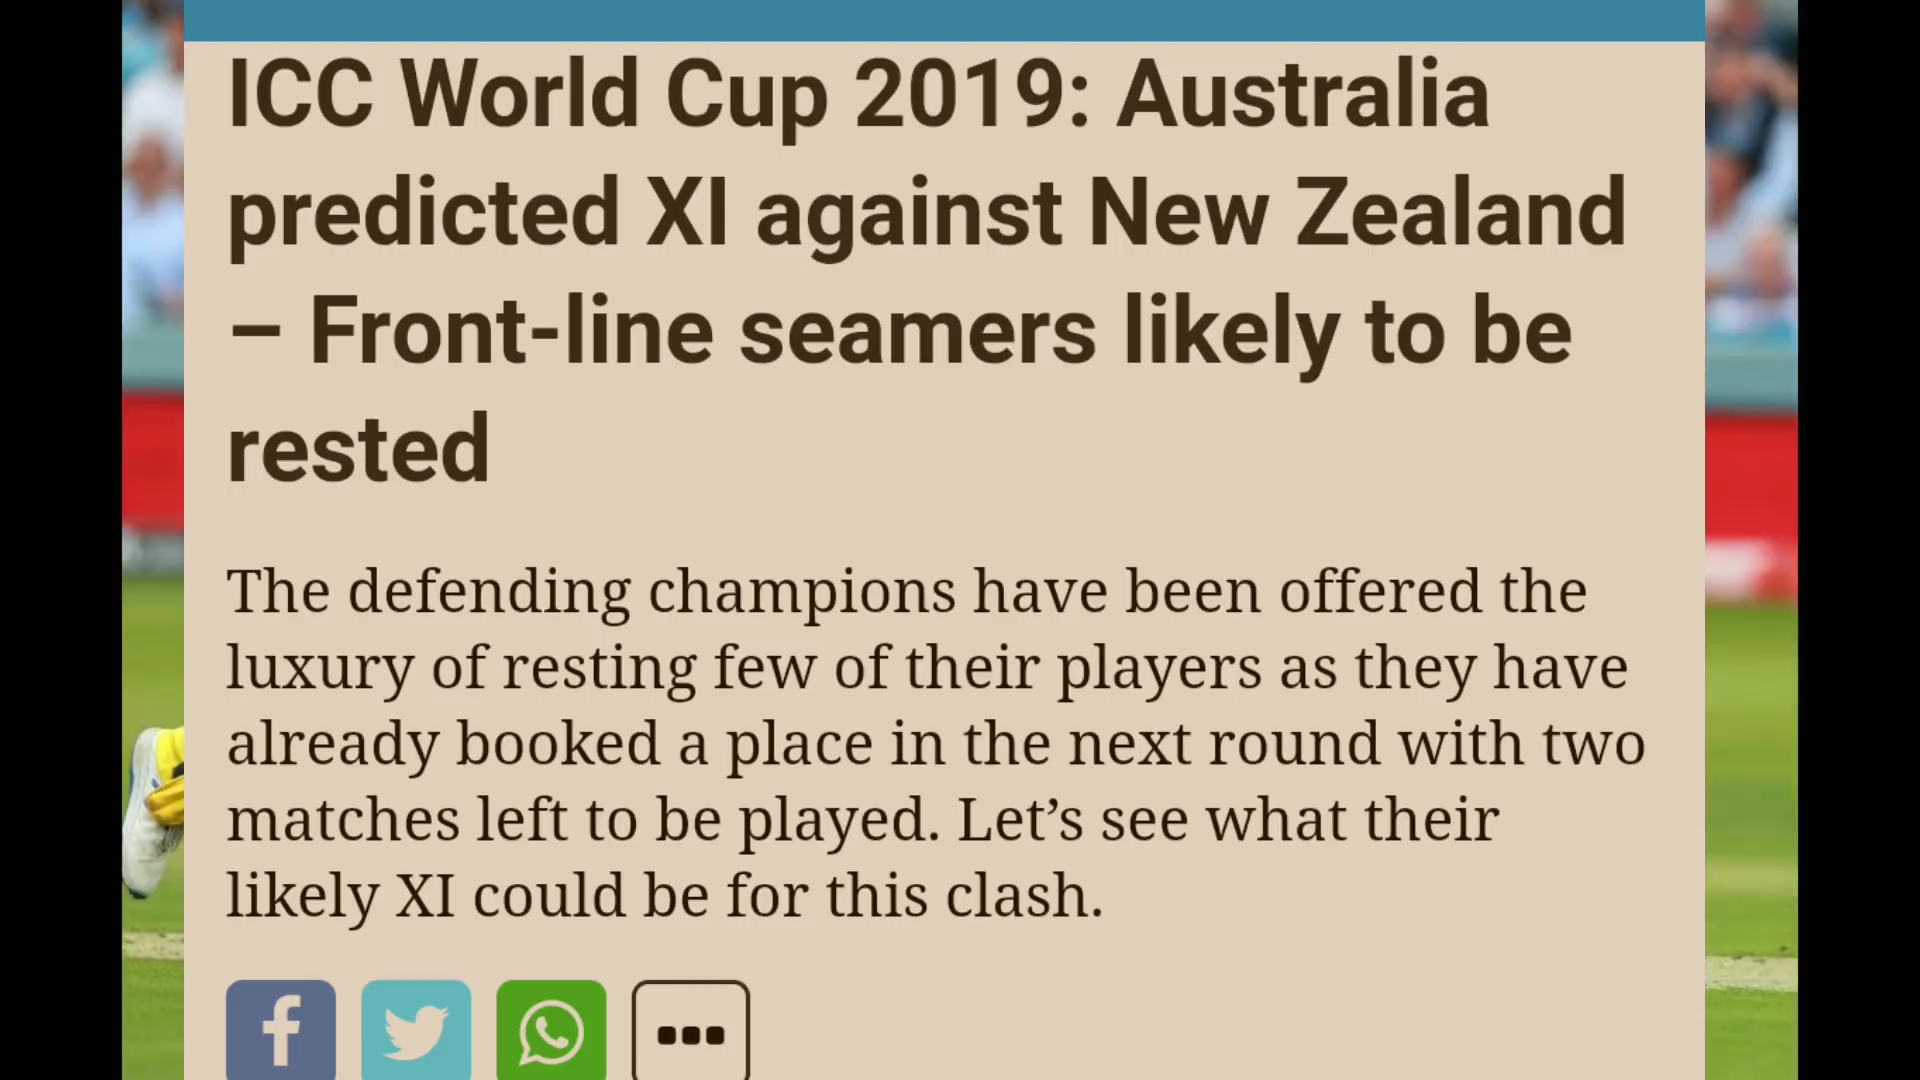 ICC World Cup 2019: Australia
predicted XI against New Zealand
– Front-line seamers likely to be
rested
The defending champions have been offered the
luxury of resting few of their players as they have
already booked a place in the next round with two
matches left to be played. Let’s see what their
likely XI could be for this clash.